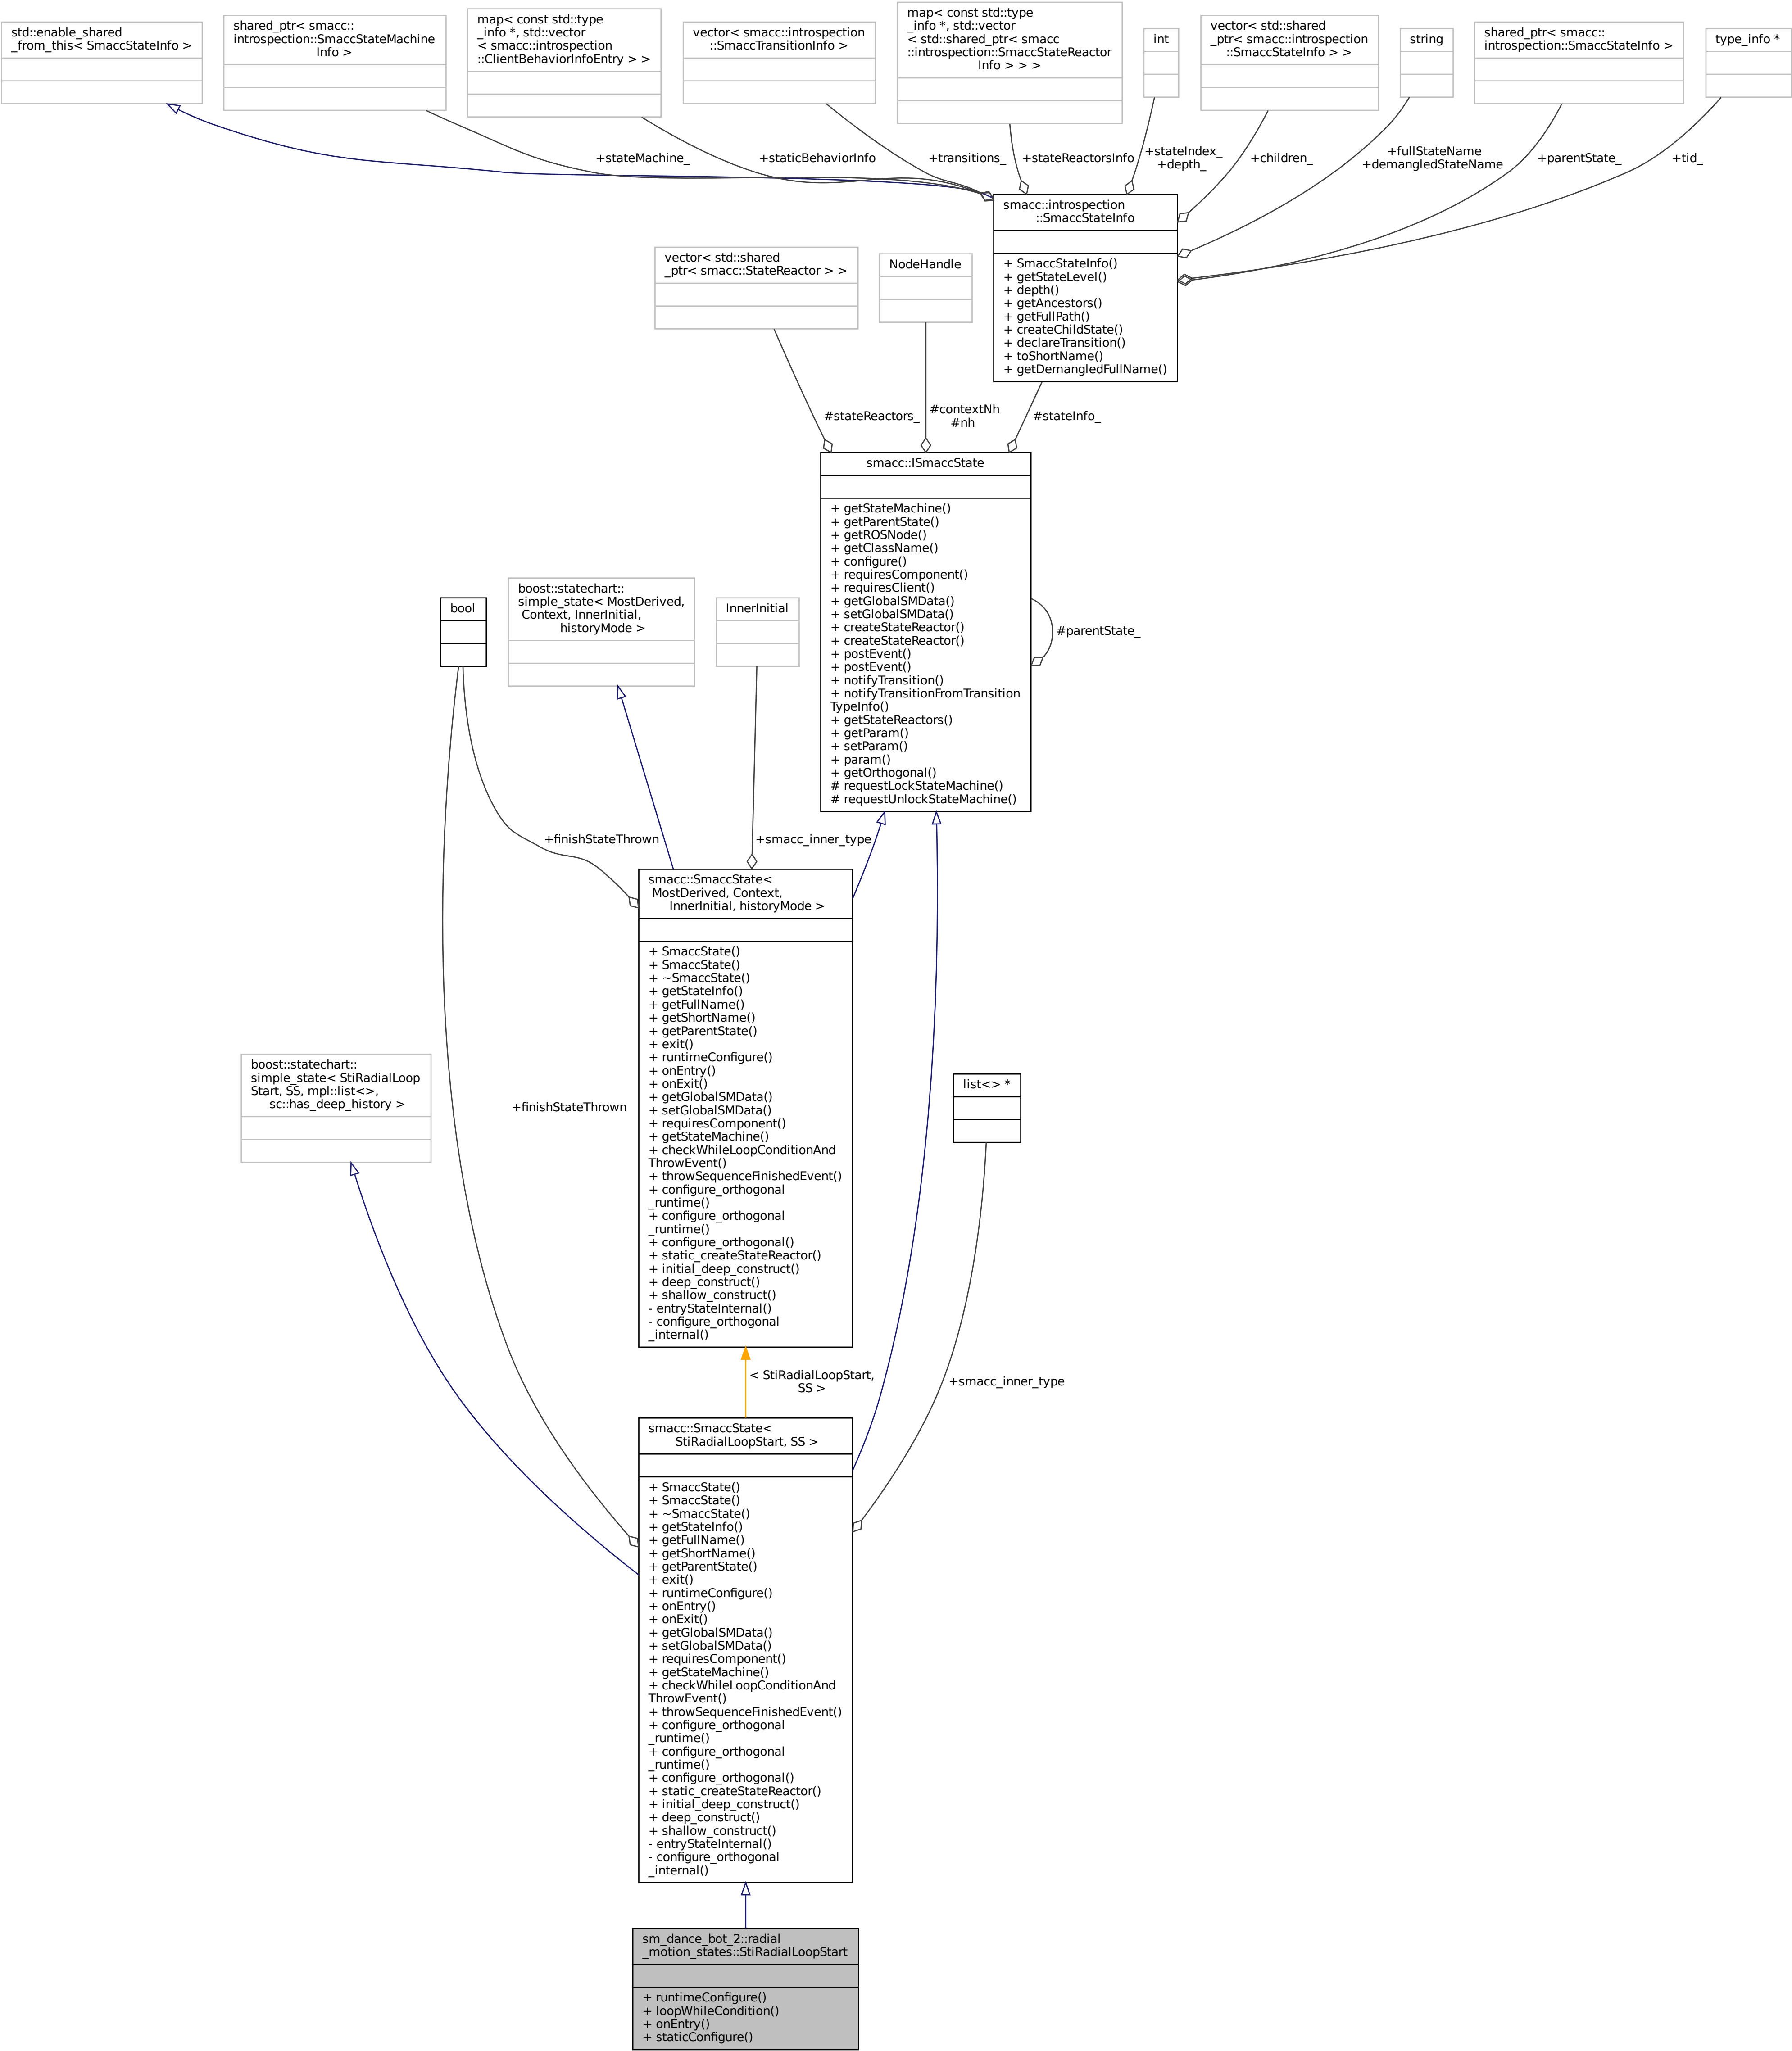 std::enable_shared
_from_this< SmaccStateInfo >
shared_ptr< smacc::
introspection::SmaccStateMachine
Info >
map< const std::type
_info *, std::vector
< smacc::introspection
::ClientBehaviorInfoEntry > >
vector< smacc::introspection
::SmaccTransitionInfo >
map< const std::type
_info *, std::vector
< std::shared_ptr< smacc
::introspection::SmaccStateReactor
Info > > >
int
vector< std::shared
_ptr< smacc::introspection
::SmaccStateInfo > >
string
shared_ptr< smacc::
introspection::SmaccStateInfo >
type_info *
+stateMachine_
+staticBehaviorInfo
+transitions_
+stateReactorsInfo
+stateIndex_
+depth_
+children_
+fullStateName
+demangledStateName
+parentState_
+tid_
smacc::introspection
::SmaccStateInfo
+ SmaccStateInfo()
+ getStateLevel()
+ depth()
+ getAncestors()
+ getFullPath()
+ createChildState()
+ declareTransition()
+ toShortName()
+ getDemangledFullName()
vector< std::shared
_ptr< smacc::StateReactor > >
NodeHandle
#stateReactors_
#contextNh
#nh
#stateInfo_
smacc::ISmaccState
+ getStateMachine()
+ getParentState()
+ getROSNode()
+ getClassName()
+ configure()
+ requiresComponent()
+ requiresClient()
+ getGlobalSMData()
+ setGlobalSMData()
+ createStateReactor()
+ createStateReactor()
+ postEvent()
+ postEvent()
+ notifyTransition()
+ notifyTransitionFromTransition
TypeInfo()
+ getStateReactors()
+ getParam()
+ setParam()
+ param()
+ getOrthogonal()
# requestLockStateMachine()
# requestUnlockStateMachine()
#parentState_
bool
boost::statechart::
simple_state< MostDerived,
Context, InnerInitial,
historyMode >
InnerInitial
+finishStateThrown
+smacc_inner_type
smacc::SmaccState<
MostDerived, Context,
InnerInitial, historyMode >
+ SmaccState()
+ SmaccState()
+ ~SmaccState()
+ getStateInfo()
+ getFullName()
+ getShortName()
+ getParentState()
+ exit()
+ runtimeConfigure()
+ onEntry()
+ onExit()
+ getGlobalSMData()
+ setGlobalSMData()
+ requiresComponent()
+ getStateMachine()
+ checkWhileLoopConditionAnd
ThrowEvent()
+ throwSequenceFinishedEvent()
+ configure_orthogonal
_runtime()
+ configure_orthogonal
_runtime()
+ configure_orthogonal()
+ static_createStateReactor()
+ initial_deep_construct()
+ deep_construct()
+ shallow_construct()
- entryStateInternal()
- configure_orthogonal
_internal()
boost::statechart::
simple_state< StiRadialLoop
Start, SS, mpl::list<>,
sc::has_deep_history >
+finishStateThrown
list<> *
< StiRadialLoopStart,
SS >
+smacc_inner_type
smacc::SmaccState<
StiRadialLoopStart, SS >
+ SmaccState()
+ SmaccState()
+ ~SmaccState()
+ getStateInfo()
+ getFullName()
+ getShortName()
+ getParentState()
+ exit()
+ runtimeConfigure()
+ onEntry()
+ onExit()
+ getGlobalSMData()
+ setGlobalSMData()
+ requiresComponent()
+ getStateMachine()
+ checkWhileLoopConditionAnd
ThrowEvent()
+ throwSequenceFinishedEvent()
+ configure_orthogonal
_runtime()
+ configure_orthogonal
_runtime()
+ configure_orthogonal()
+ static_createStateReactor()
+ initial_deep_construct()
+ deep_construct()
+ shallow_construct()
- entryStateInternal()
- configure_orthogonal
_internal()
sm_dance_bot_2::radial
_motion_states::StiRadialLoopStart
+ runtimeConfigure()
+ loopWhileCondition()
+ onEntry()
+ staticConfigure()